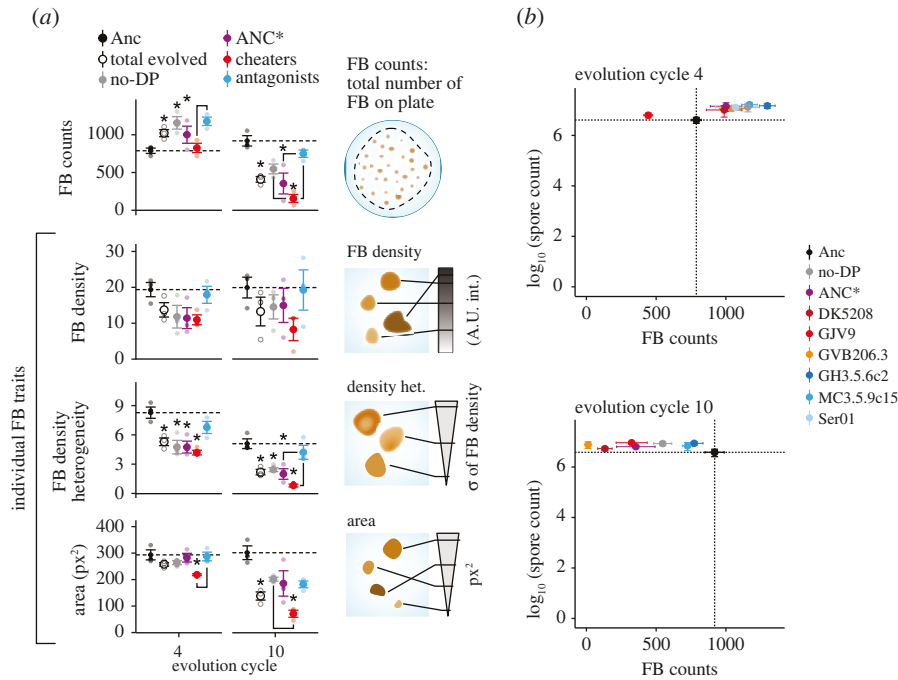 (a)
Anc
total evolved
no-DP
ANC*
cheaters
antagonists
FB counts:
total number of
FB on plate
FB counts
1000
500
0
* * * *
* * *
individual FB traits
FB density
30
20
10
0
FB density
(A.U. int.)
FB density
heterogeneity
9
6
3
0
* * * *
* * * *
density het.
σ of FB density
area (px²)
400
300
200
100
0
*
* *
area
px²
4
10
evolution cycle
(b)
evolution cycle 4
log₁₀ (spore count)
6
4
2
0
0
500
1000
FB counts
Anc
no-DP
ANC*
DK5208
GJV9
GVB206.3
GH3.5.6c2
MC3.5.9c15
Ser01
evolution cycle 10
log₁₀ (spore count)
6
4
2
0
0
500
1000
FB counts